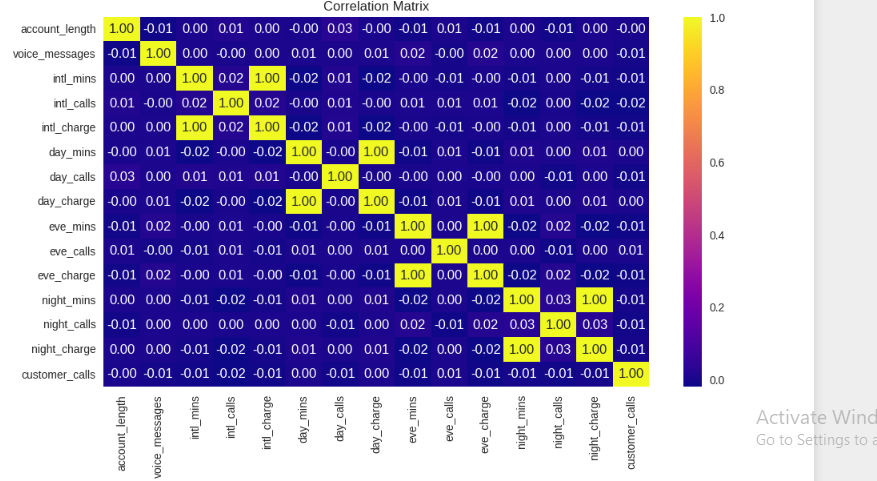 Correlation Matrix
account_length 1.00 -0.01 0.00 0.01 0.00 -0.00 0.03 -0.00 -0.01 0.01 -0.01 0.00 -0.01 0.00 -0.00
voice_messages -0.01 1.00 0.00 -0.00 0.00 0.01 0.00 0.01 0.02 -0.00 0.02 0.00 0.00 0.00 -0.01
intl_mins 0.00 0.00 1.00 0.02 1.00 -0.02 0.01 -0.02 -0.00 -0.01 -0.00 -0.01 0.00 -0.01 -0.01
intl_calls 0.01 -0.00 0.02 1.00 0.02 -0.00 0.01 -0.00 0.01 0.01 0.01 -0.02 0.00 -0.02 -0.02
intl_charge 0.00 0.00 1.00 0.02 1.00 -0.02 0.01 -0.02 -0.00 -0.01 -0.00 -0.01 0.00 -0.01 -0.01
day_mins -0.00 0.01 -0.02 -0.00 -0.02 1.00 -0.00 1.00 -0.01 0.01 -0.01 0.01 0.00 0.01 0.00
day_calls 0.03 0.00 0.01 0.01 0.01 -0.00 1.00 -0.00 -0.00 0.00 -0.00 0.00 -0.01 0.00 -0.01
day_charge -0.00 0.01 -0.02 -0.00 -0.02 1.00 -0.00 1.00 -0.01 0.01 -0.01 0.01 0.00 0.01 0.00
eve_mins -0.01 0.02 -0.00 0.01 -0.00 -0.01 -0.00 -0.01 1.00 0.00 1.00 -0.02 0.02 -0.02 -0.01
eve_calls 0.01 -0.00 -0.01 0.01 -0.01 0.01 0.00 0.01 0.00 1.00 0.00 0.00 -0.01 0.00 0.01
eve_charge -0.01 0.02 -0.00 0.01 -0.00 -0.01 -0.00 -0.01 1.00 0.00 1.00 -0.02 0.02 -0.02 -0.01
night_mins 0.00 0.00 -0.01 -0.02 -0.01 0.01 0.00 0.01 -0.02 0.00 -0.02 1.00 0.03 1.00 -0.01
night_calls -0.01 0.00 0.00 0.00 0.00 0.00 -0.01 0.00 0.02 -0.01 0.02 0.03 1.00 0.03 -0.01
night_charge 0.00 0.00 -0.01 -0.02 -0.01 0.01 0.00 0.01 -0.02 0.00 -0.02 1.00 0.03 1.00 -0.01
customer_calls -0.00 -0.01 -0.01 -0.02 -0.01 0.00 -0.01 0.00 -0.01 0.01 -0.01 -0.01 -0.01 -0.01 1.00
account_length voice_messages intl_mins intl_calls intl_charge day_mins day_calls day_charge eve_mins eve_calls eve_charge night_mins night_calls night_charge customer_calls
1.0
0.8
0.6
0.4
0.2
0.0
Activate Wind
Go to Settings to a